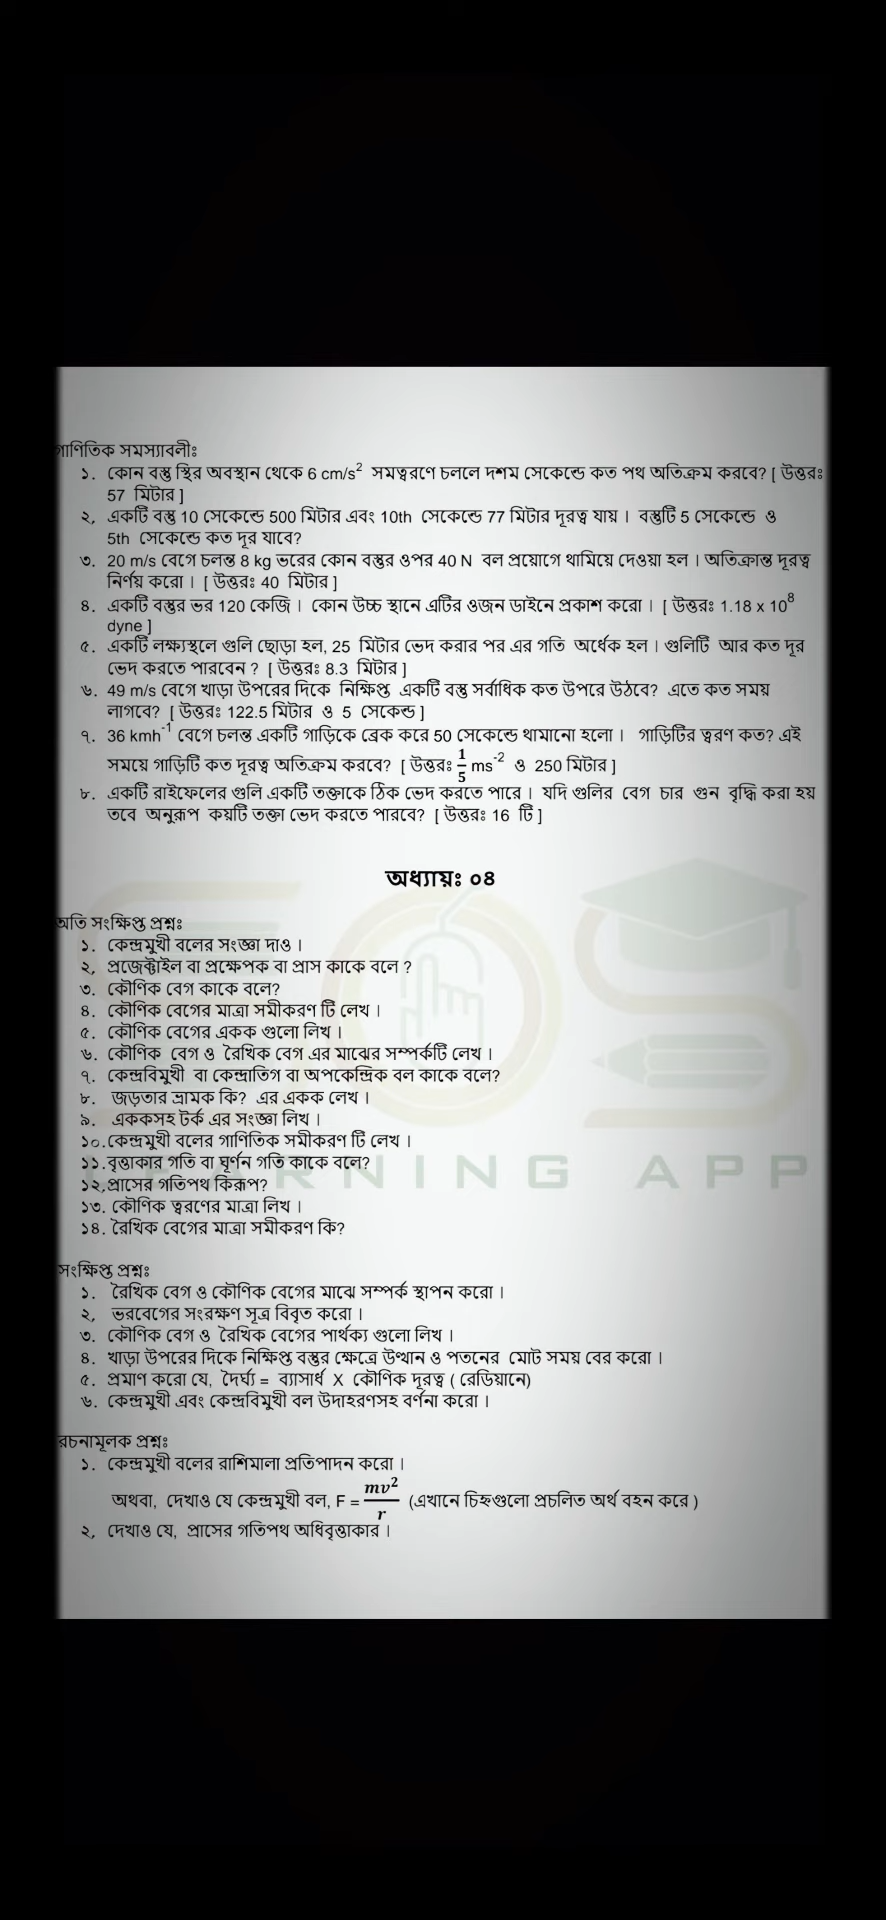 গাণিতিক সমস্যাবলীঃ
১. কোন বস্তু স্থির অবস্থান থেকে 6 cm/s² সমত্বরণে চললে দশম সেকেন্ডে কত পথ অতিক্রম করবে? [ উত্তরঃ
57 মিটার ]
২, একটি বস্তু 10 সেকেন্ডে 500 মিটার এবং 10th সেকেন্ডে 77 মিটার দূরত্ব যায়। বস্তুটি 5 সেকেন্ডে ও
5th সেকেন্ডে কত দূর যাবে?
৩. 20 m/s বেগে চলন্ত 8 kg ভরের কোন বস্তুর ওপর 40 N বল প্রয়োগে থামিয়ে দেওয়া হল। অতিক্রান্ত দূরত্ব
নির্ণয় করো। [ উত্তরঃ 40 মিটার ]
৪. একটি বস্তুর ভর 120 কেজি। কোন উচ্চ স্থানে এটির ওজন ডাইনে প্রকাশ করো। [ উত্তরঃ 1.18 x 10⁸
dyne ]
৫. একটি লক্ষ্যস্থলে গুলি ছোড়া হল, 25 মিটার ভেদ করার পর এর গতি অর্ধেক হল। গুলিটি আর কত দূর
ভেদ করতে পারবেন ? [ উত্তরঃ 8.3 মিটার ]
৬. 49 m/s বেগে খাড়া উপরের দিকে নিক্ষিপ্ত একটি বস্তু সর্বাধিক কত উপরে উঠবে? এতে কত সময়
লাগবে? [ উত্তরঃ 122.5 মিটার ও 5 সেকেন্ড ]
৭. 36 kmh⁻¹ বেগে চলন্ত একটি গাড়িকে ব্রেক করে 50 সেকেন্ডে থামানো হলো। গাড়িটির ত্বরণ কত? এই
সময়ে গাড়িটি কত দূরত্ব অতিক্রম করবে? [ উত্তরঃ 1/5 ms⁻² ও 250 মিটার ]
৮. একটি রাইফেলের গুলি একটি তক্তাকে ঠিক ভেদ করতে পারে। যদি গুলির বেগ চার গুন বৃদ্ধি করা হয়
তবে অনুরূপ কয়টি তক্তা ভেদ করতে পারবে? [ উত্তরঃ 16 টি ]
অধ্যায়ঃ ০৪
অতি সংক্ষিপ্ত প্রশ্নঃ
১. কেন্দ্রমুখী বলের সংজ্ঞা দাও।
২, প্রজেক্টাইল বা প্রক্ষেপক বা প্রাস কাকে বলে ?
৩. কৌণিক বেগ কাকে বলে?
৪. কৌণিক বেগের মাত্রা সমীকরণ টি লেখ।
৫. কৌণিক বেগের একক গুলো লিখ।
৬. কৌণিক বেগ ও রৈখিক বেগ এর মাঝের সম্পর্কটি লেখ।
৭. কেন্দ্রবিমুখী বা কেন্দ্রাতিগ বা অপকেন্দ্রিক বল কাকে বলে?
৮. জড়তার ভ্রামক কি? এর একক লেখ।
৯. এককসহ টর্ক এর সংজ্ঞা লিখ।
১০.কেন্দ্রমুখী বলের গাণিতিক সমীকরণ টি লেখ।
১১.বৃত্তাকার গতি বা ঘূর্ণন গতি কাকে বলে?
LEARNING APP
১২,প্রাসের গতিপথ কিরূপ?
১৩. কৌণিক ত্বরণের মাত্রা লিখ।
১৪. রৈখিক বেগের মাত্রা সমীকরণ কি?
সংক্ষিপ্ত প্রশ্নঃ
১. রৈখিক বেগ ও কৌণিক বেগের মাঝে সম্পর্ক স্থাপন করো।
২, ভরবেগের সংরক্ষণ সূত্র বিবৃত করো।
৩. কৌণিক বেগ ও রৈখিক বেগের পার্থক্য গুলো লিখ।
৪. খাড়া উপরের দিকে নিক্ষিপ্ত বস্তুর ক্ষেত্রে উত্থান ও পতনের মোট সময় বের করো।
৫. প্রমাণ করো যে, দৈর্ঘ্য = ব্যাসার্ধ X কৌণিক দূরত্ব ( রেডিয়ানে)
৬. কেন্দ্রমুখী এবং কেন্দ্রবিমুখী বল উদাহরণসহ বর্ণনা করো।
রচনামূলক প্রশ্নঃ
১. কেন্দ্রমুখী বলের রাশিমালা প্রতিপাদন করো।
অথবা, দেখাও যে কেন্দ্রমুখী বল, F = mv²/r (এখানে চিহ্নগুলো প্রচলিত অর্থ বহন করে )
২, দেখাও যে, প্রাসের গতিপথ অধিবৃত্তাকার।